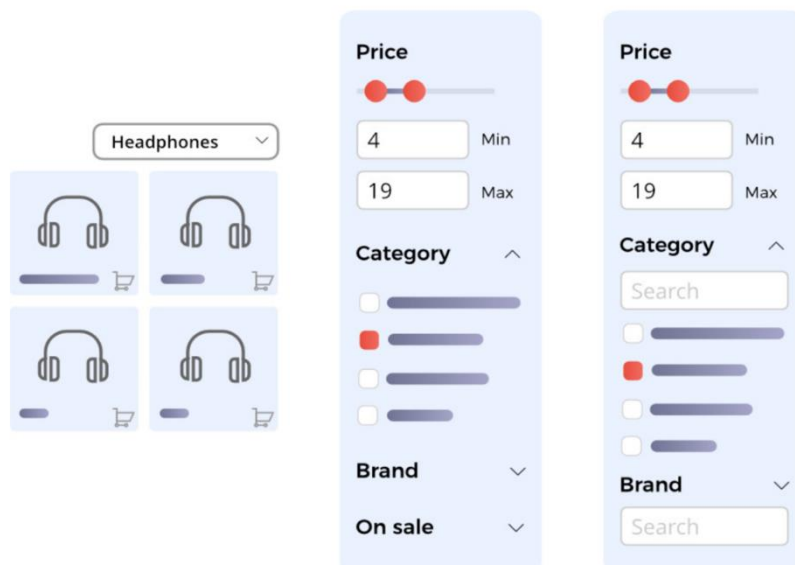 Headphones
Price
4 Min
19 Max
Category
Brand
On sale
Price
4 Min
19 Max
Category
Search
Brand
Search